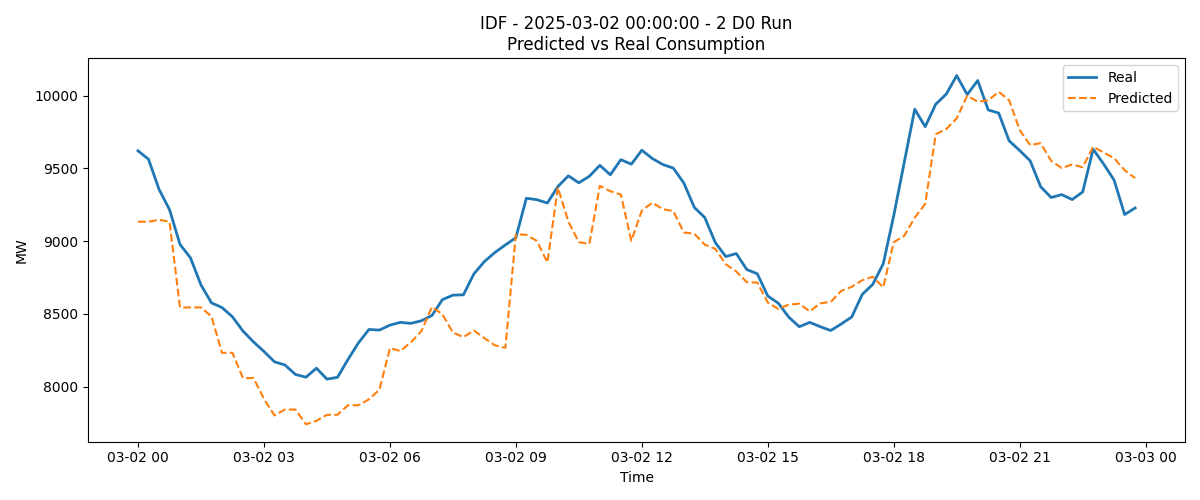 IDF - 2025-03-02 00:00:00 - 2 D0 Run
Predicted vs Real Consumption
Real
Predicted
MW
10000
9500
9000
8500
8000
03-02 00
03-02 03
03-02 06
03-02 09
03-02 12
03-02 15
03-02 18
03-02 21
03-03 00
Time